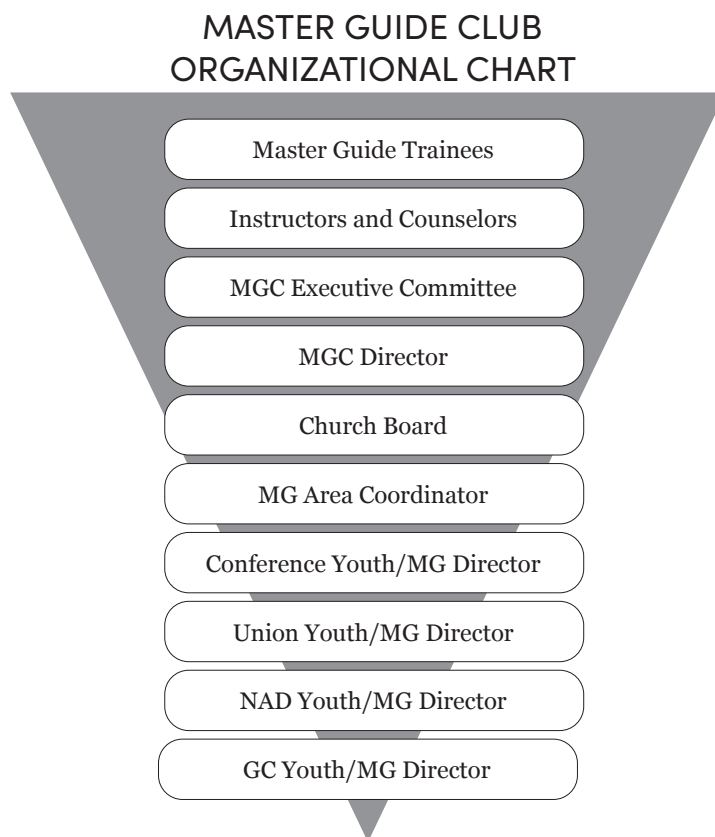 MASTER GUIDE CLUB
ORGANIZATIONAL CHART
Master Guide Trainees
Instructors and Counselors
MGC Executive Committee
MGC Director
Church Board
MG Area Coordinator
Conference Youth/MG Director
Union Youth/MG Director
NAD Youth/MG Director
GC Youth/MG Director